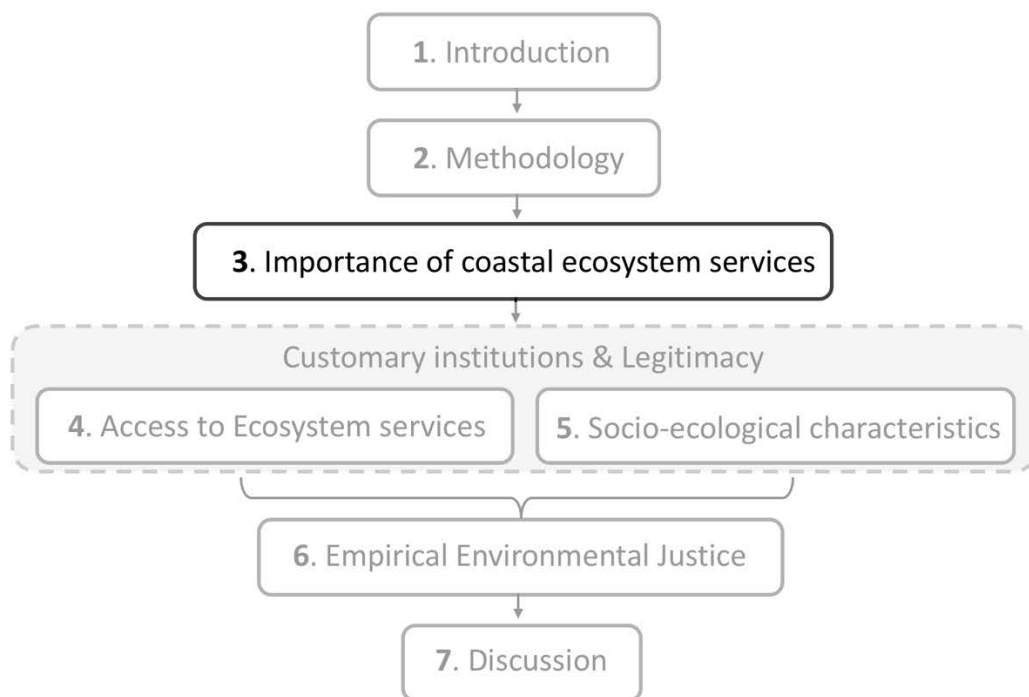 1. Introduction
2. Methodology
3. Importance of coastal ecosystem services
Customary institutions & Legitimacy
4. Access to Ecosystem services
5. Socio-ecological characteristics
6. Empirical Environmental Justice
7. Discussion